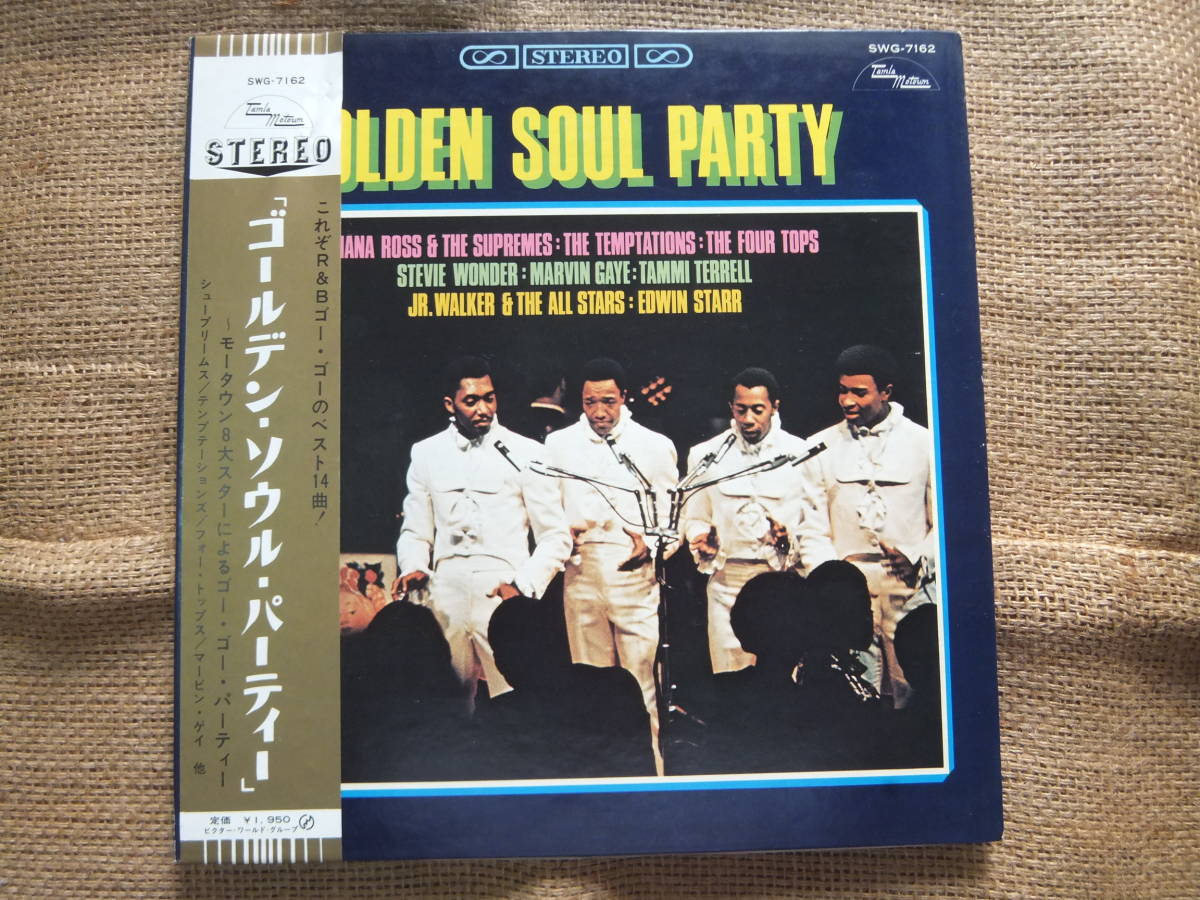 SWG-7162
Tamla
Motown
STEREO
これぞR&Bゴー・ゴーのベスト14曲!
「ゴールデン・ソウル・パーティー」
~モータウン8大スターによるゴー・ゴー・パーティー
シュープリームス/テンプテーションズ/フォー・トップス/マービン・ゲイ 他
定価 ¥1,950
ビクター・ワールド・グループ
STEREO
SWG-7162
Tamla
Motown
OLDEN SOUL PARTY
IANA ROSS & THE SUPREMES: THE TEMPTATIONS: THE FOUR TOPS
STEVIE WONDER: MARVIN GAYE: TAMMI TERRELL
JR. WALKER & THE ALL STARS: EDWIN STARR